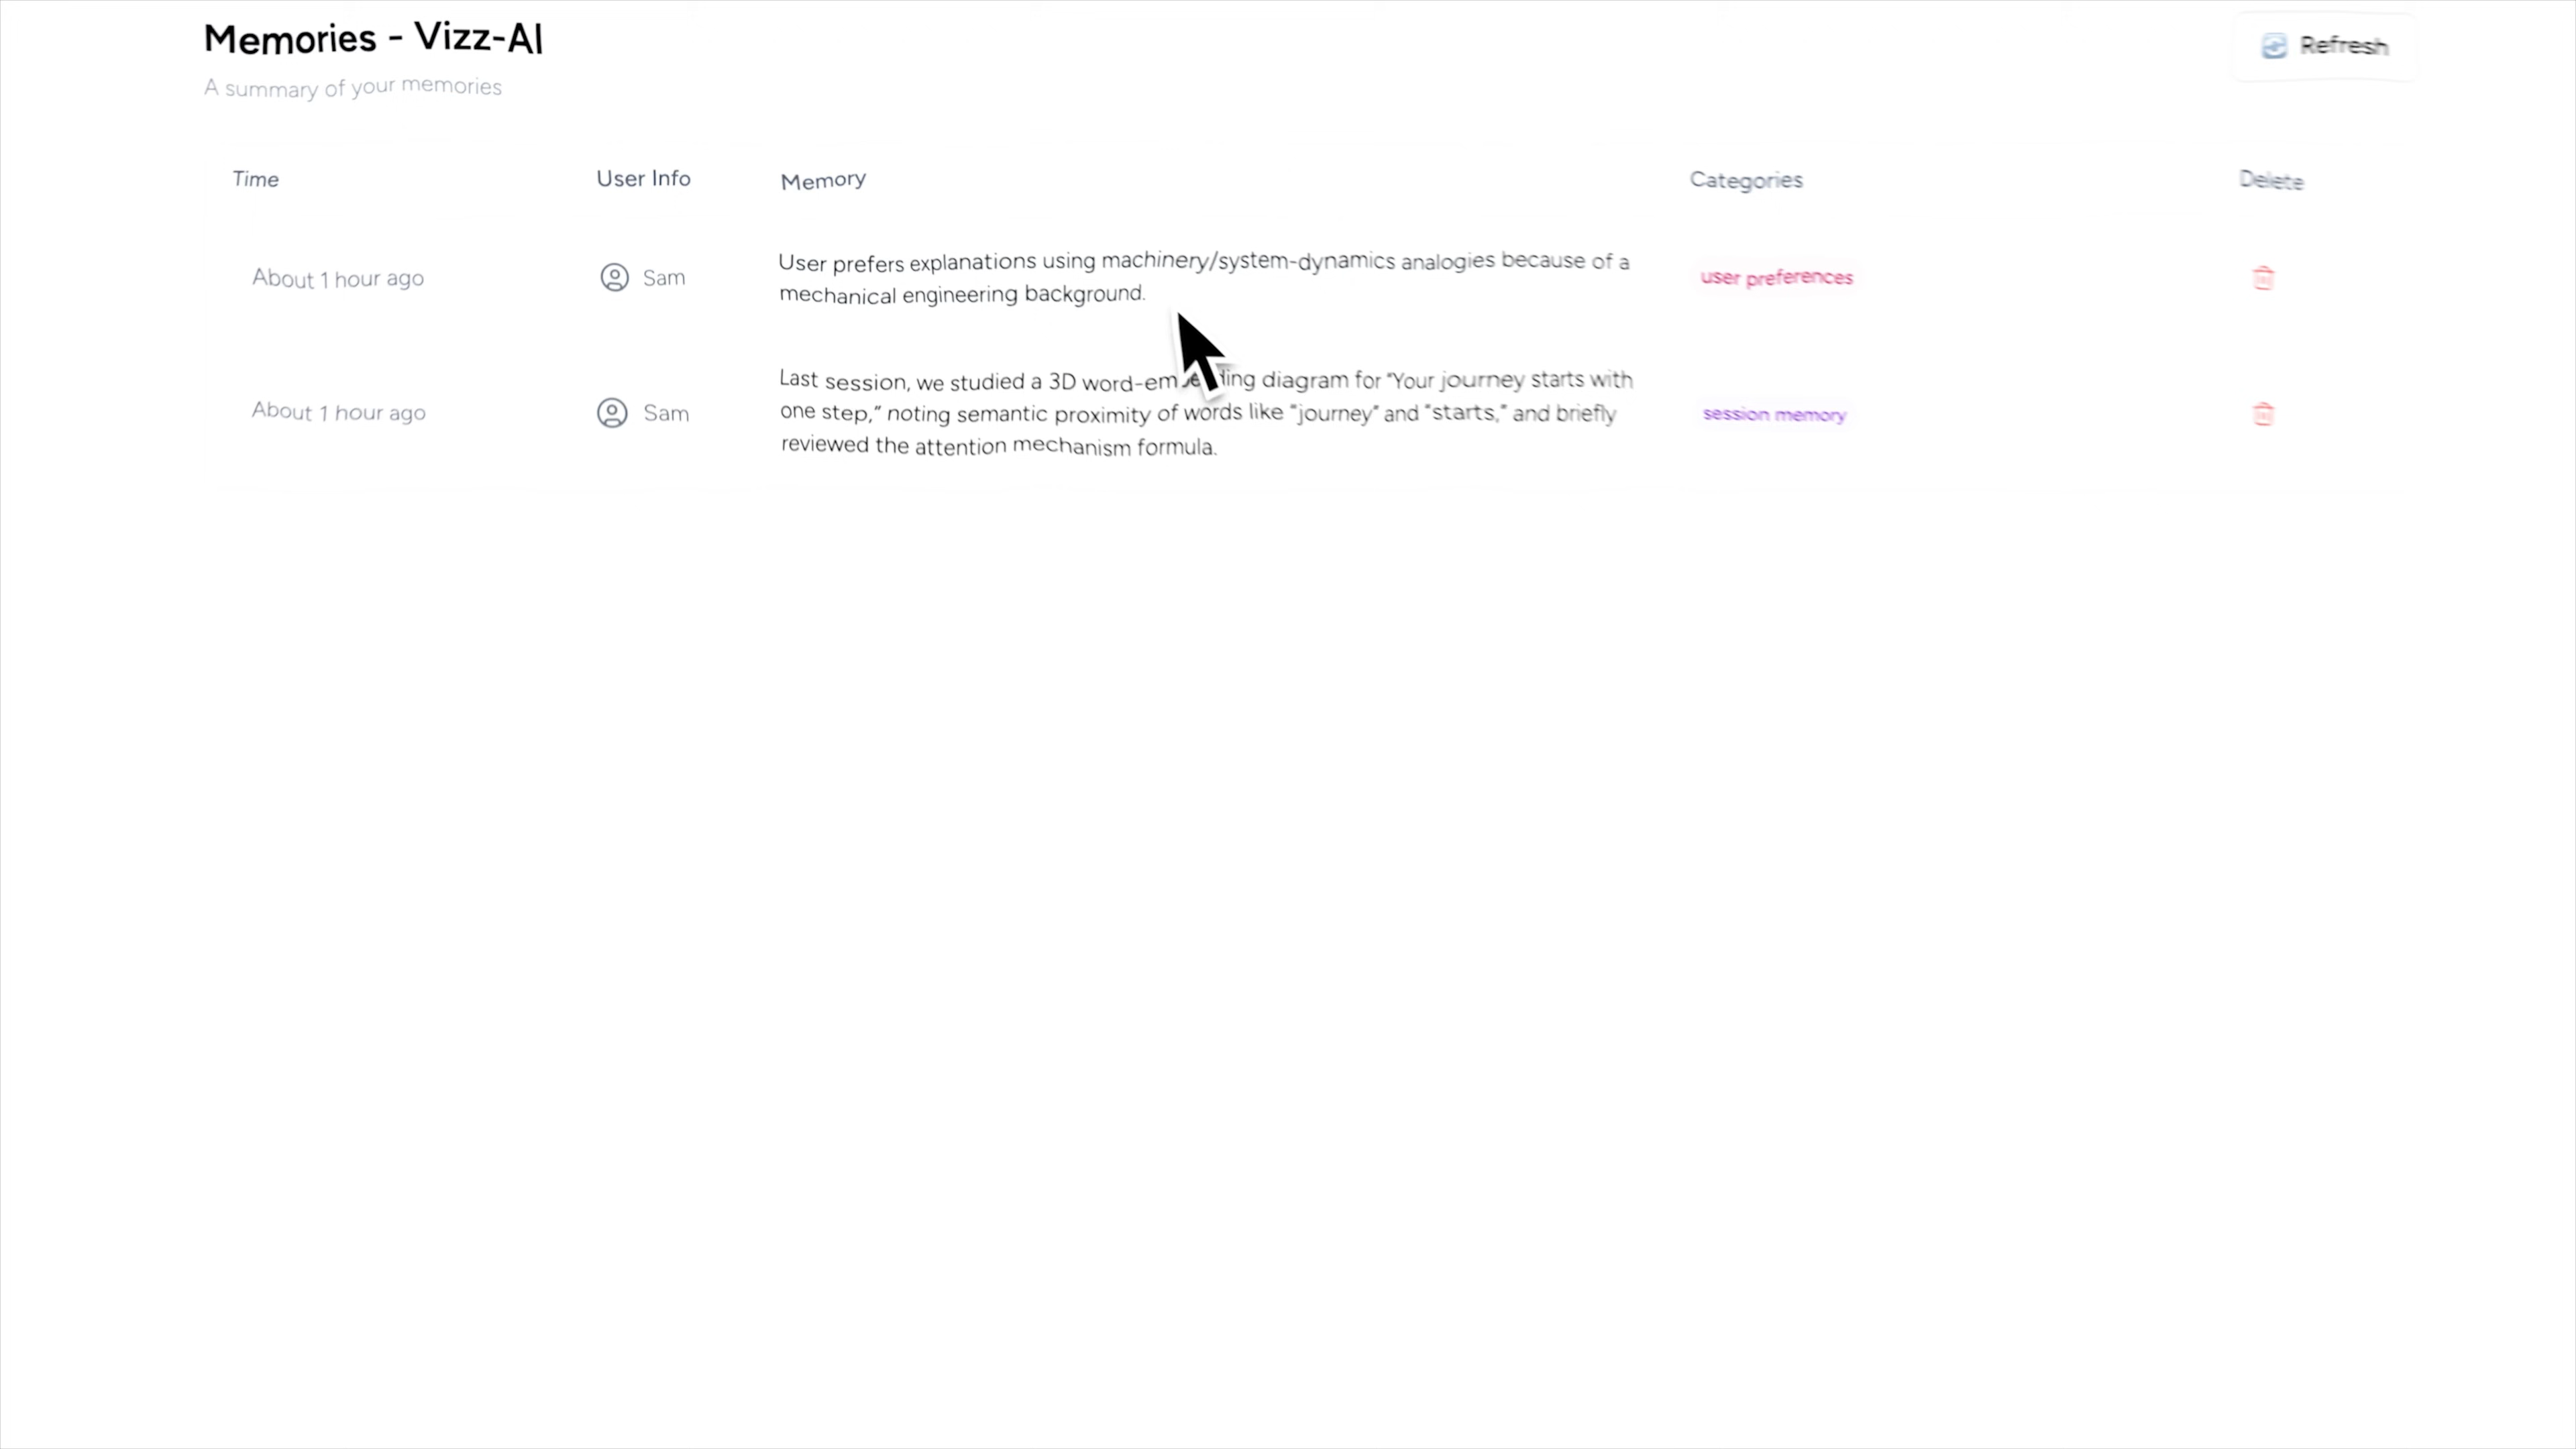 Memories - Vizz-AI
Refresh
A summary of your memories
Time User Info Memory Categories Delete
About 1 hour ago Sam User prefers explanations using machinery/system-dynamics analogies because of a
mechanical engineering background. user preferences
About 1 hour ago Sam Last session, we studied a 3D diagram for "Your journey starts with
one step," noting semantic proximity of words like "journey" and "starts," and briefly
reviewed the attention mechanism formula. session memory